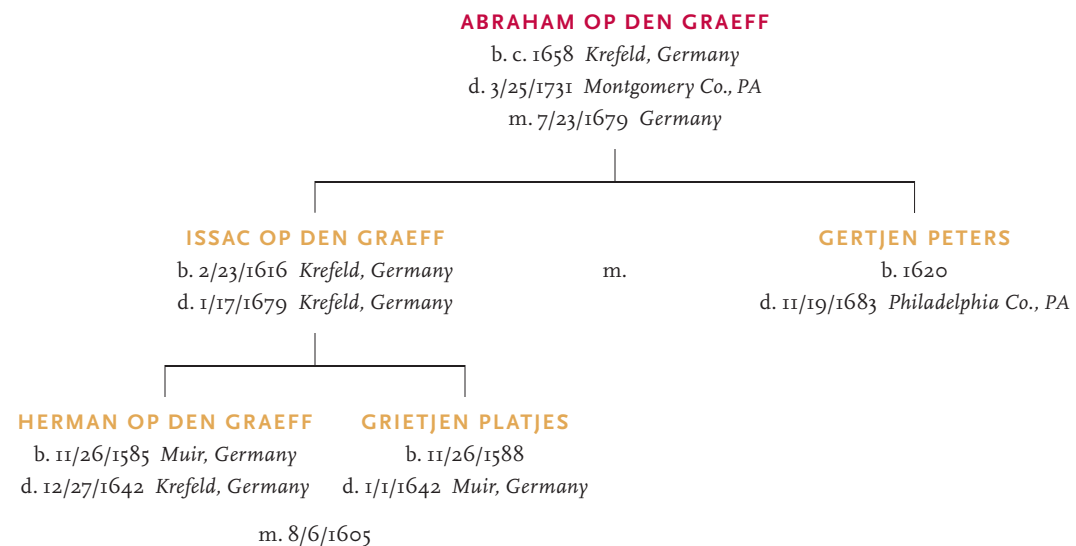 ABRAHAM OP DEN GRAEFF
b. c. 1658 Krefeld, Germany
d. 3/25/1731 Montgomery Co., PA
m. 7/23/1679 Germany
ISSAC OP DEN GRAEFF
b. 2/23/1616 Krefeld, Germany
d. 1/17/1679 Krefeld, Germany
m.
GERTJEN PETERS
b. 1620
d. 11/19/1683 Philadelphia Co., PA
HERMAN OP DEN GRAEFF
b. 11/26/1585 Muir, Germany
d. 12/27/1642 Krefeld, Germany
GRIETJEN PLATJES
b. 11/26/1588
d. 1/1/1642 Muir, Germany
m. 8/6/1605